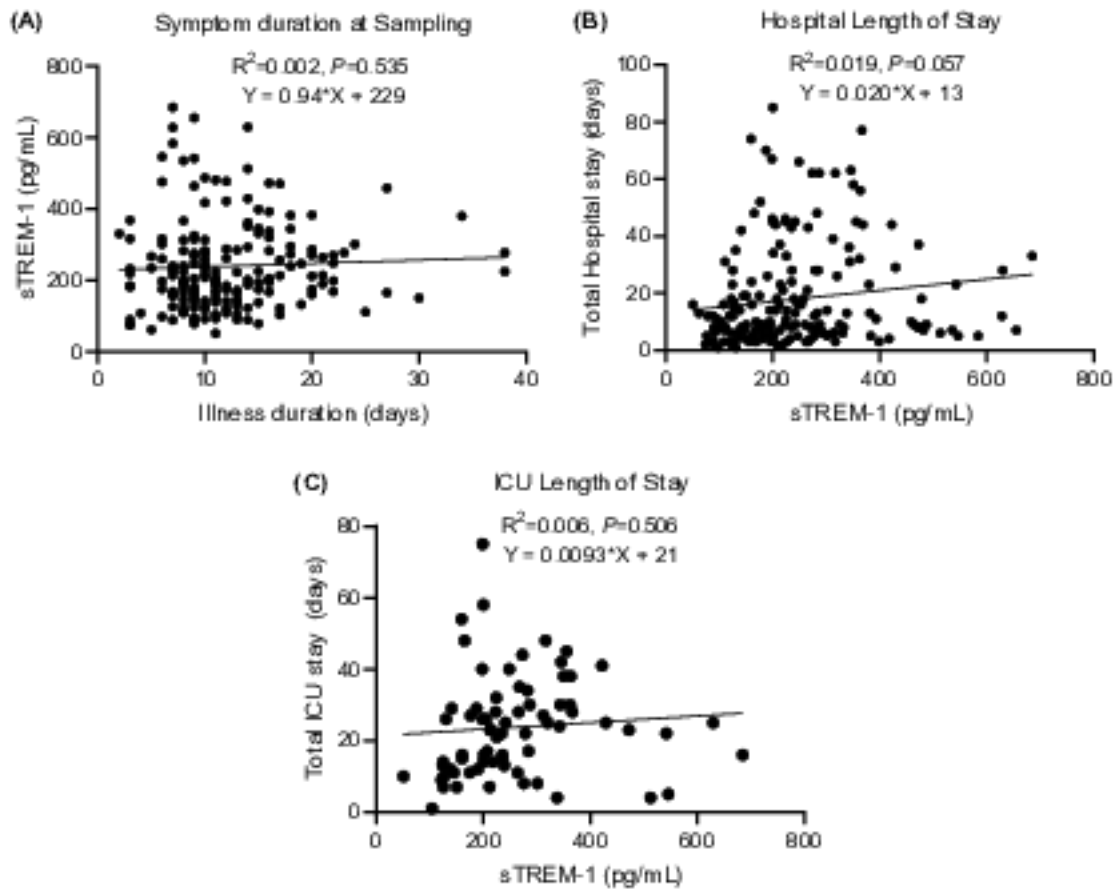 (A)
Symptom duration at Sampling
R²=0.002, P=0.535
Y = 0.94*X + 229
800
600
400
200
0
sTREM-1 (pg/mL)
0 10 20 30 40
Illness duration (days)
(B)
Hospital Length of Stay
R²=0.019, P=0.057
Y = 0.020*X + 13
100
80
60
40
20
0
Total Hospital stay (days)
0 200 400 600 800
sTREM-1 (pg/mL)
(C)
ICU Length of Stay
R²=0.006, P=0.506
Y = 0.0093*X + 21
80
60
40
20
0
Total ICU stay (days)
0 200 400 600 800
sTREM-1 (pg/mL)